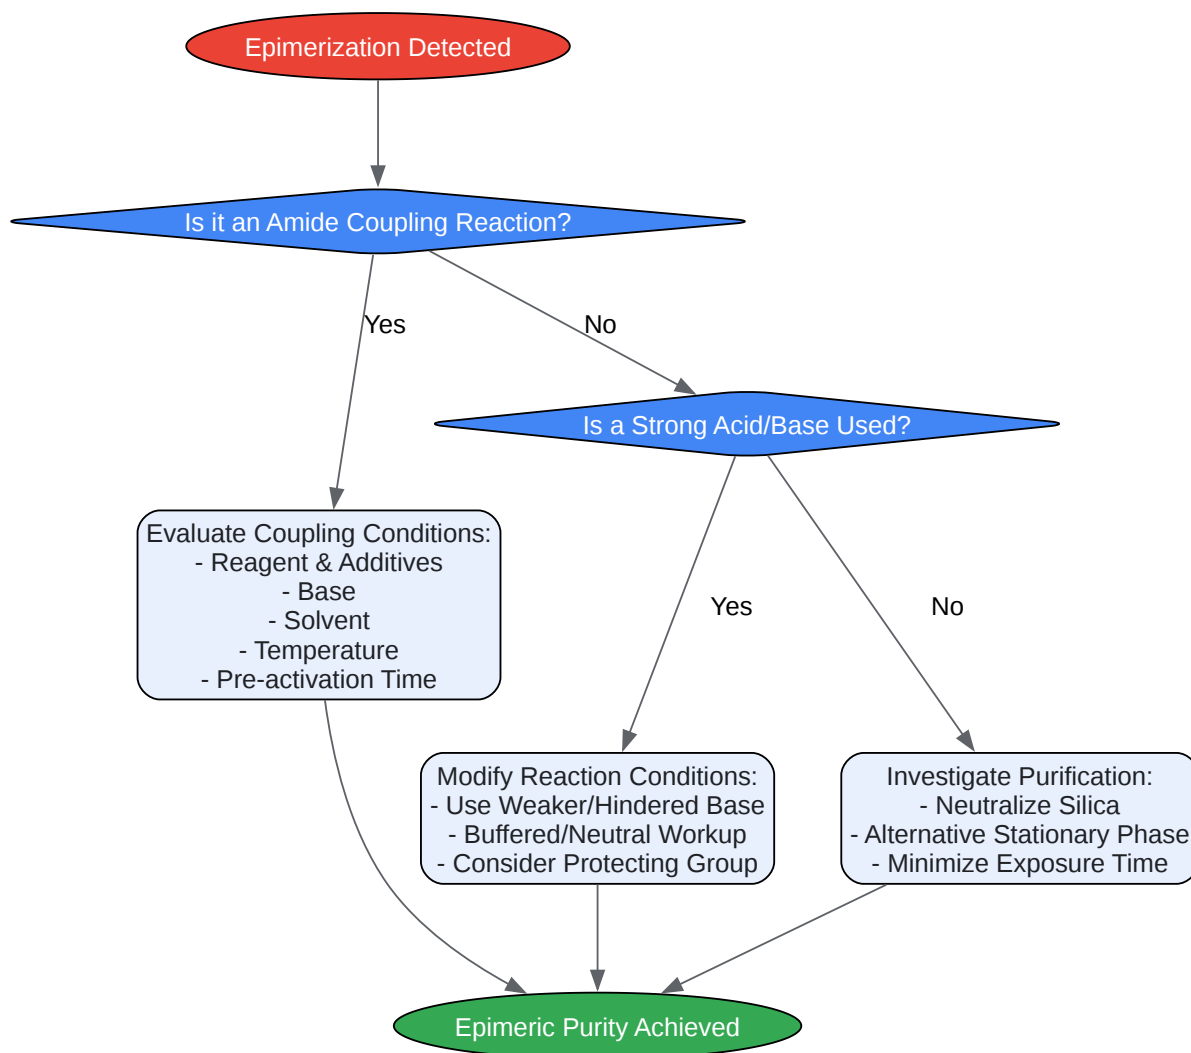 Epimerization Detected
Is it an Amide Coupling Reaction?
Yes
No
Is a Strong Acid/Base Used?
Evaluate Coupling Conditions:
- Reagent & Additives
- Base
- Solvent
- Temperature
- Pre-activation Time
Yes
No
Modify Reaction Conditions:
- Use Weaker/Hindered Base
- Buffered/Neutral Workup
- Consider Protecting Group
Investigate Purification:
- Neutralize Silica
- Alternative Stationary Phase
- Minimize Exposure Time
Epimeric Purity Achieved